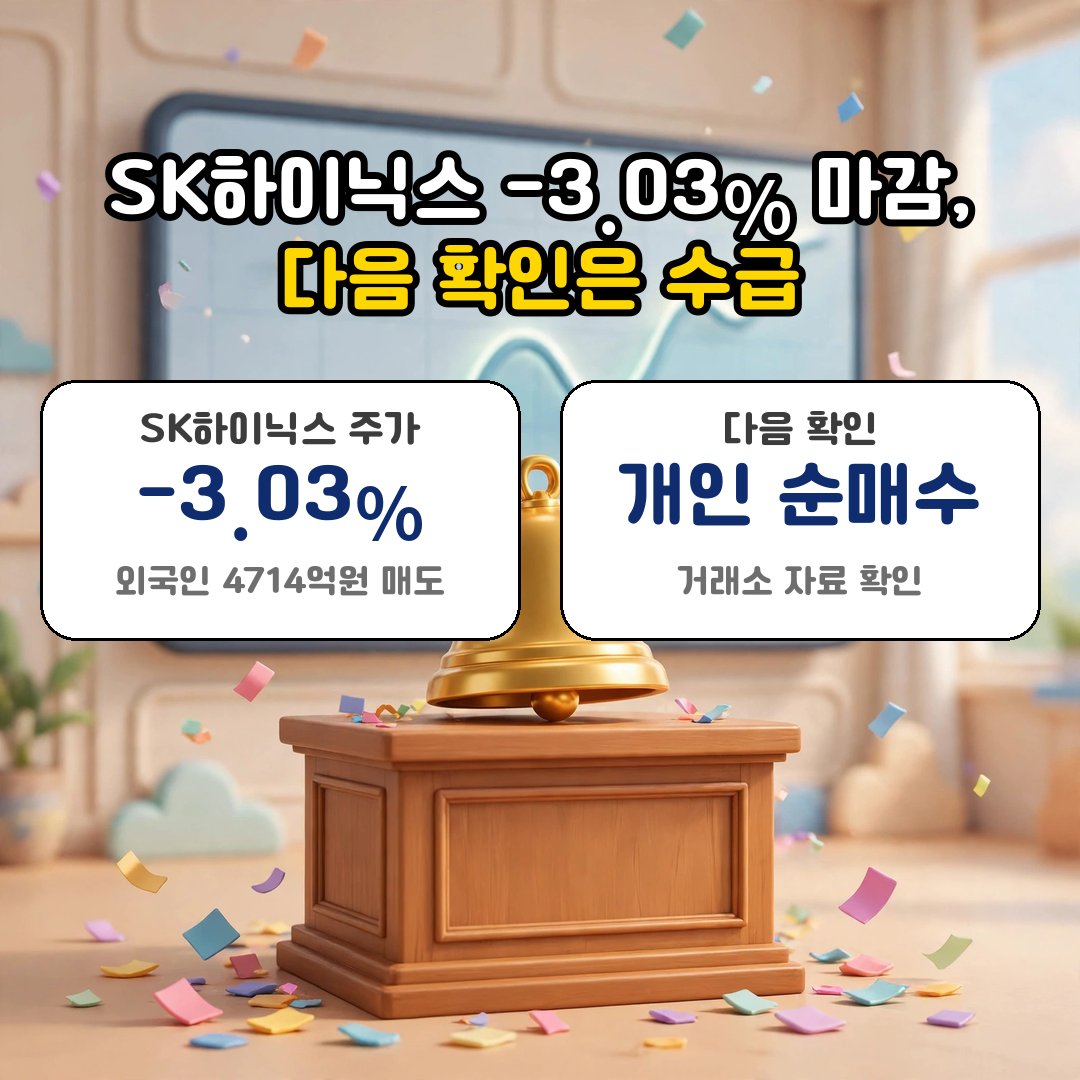 SK하이닉스 -3.03% 마감,
다음 확인은 수급
SK하이닉스 주가
-3.03%
외국인 4714억원 매도
다음 확인
개인 순매수
거래소 자료 확인